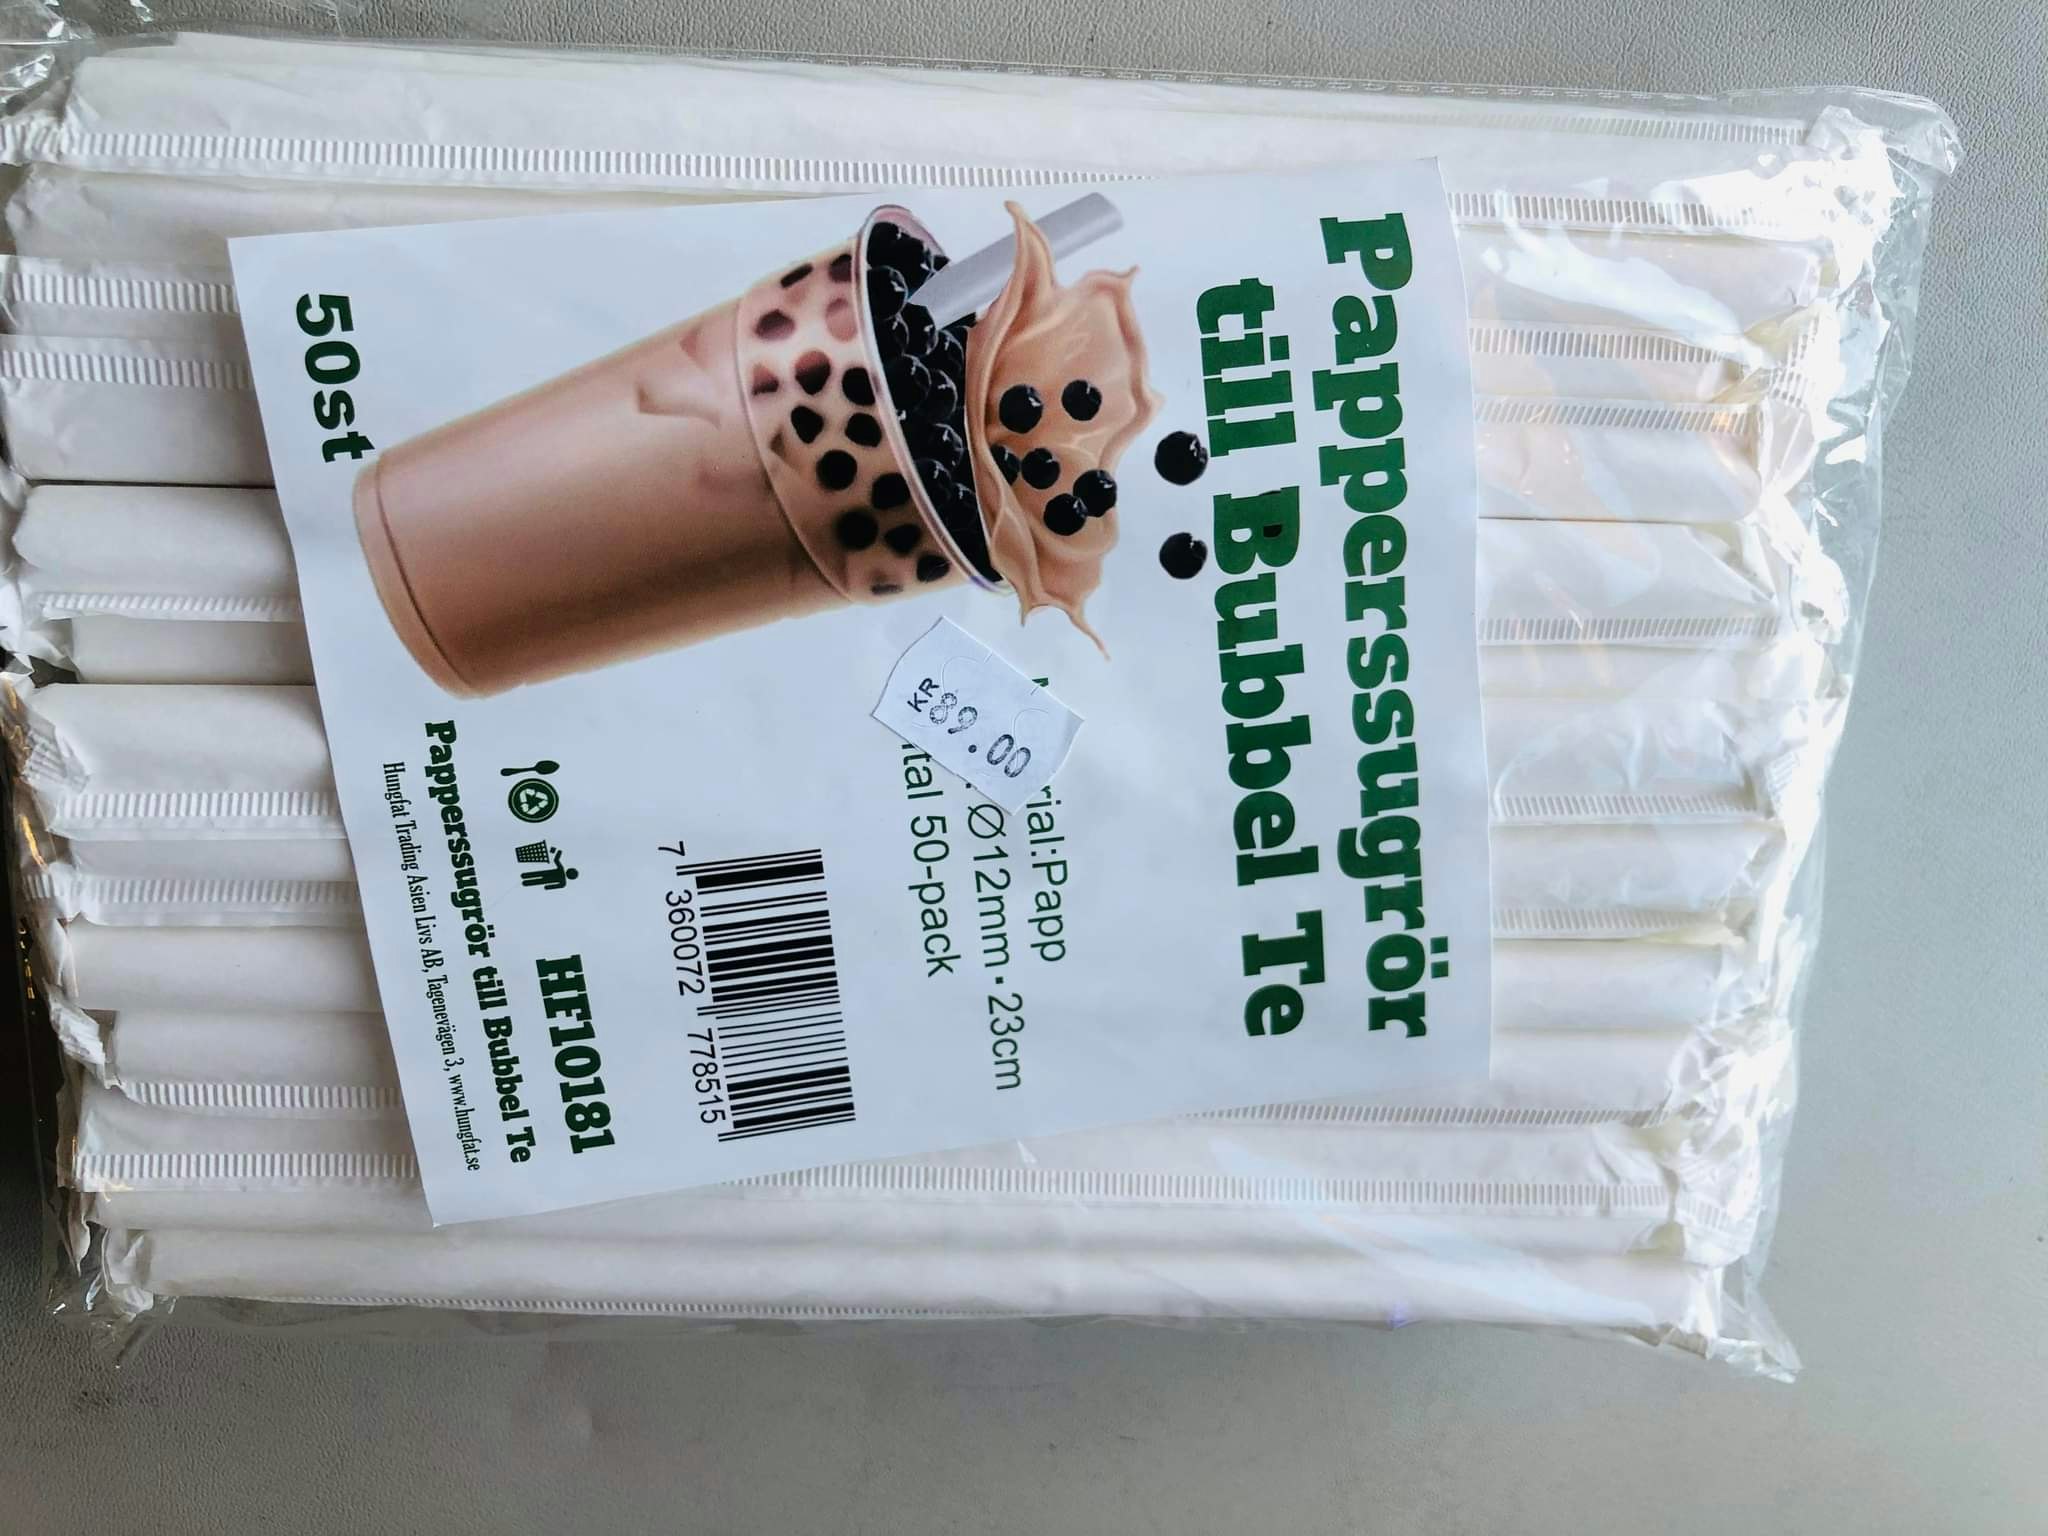 Papperssugrör
till Bubbel Te
rial:Papp
Ø12mm·23cm
ntal 50-pack
KR
89.00
7 360072 778515
HF10181
Papperssugrör till Bubbel Te
Hungfat Trading Asien Livs AB, Tagenevägen 3, www.hungfat.se
50st